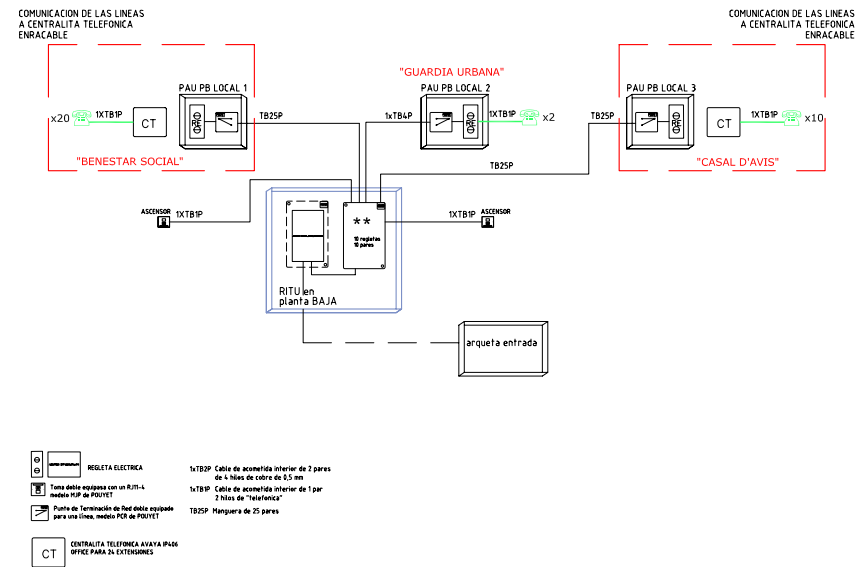 COMUNICACION DE LAS LINEAS
A CENTRALITA TELEFONICA
ENRACABLE
COMUNICACION DE LAS LINEAS
A CENTRALITA TELEFONICA
ENRACABLE
"GUARDIA URBANA"
PAU PB LOCAL 1
PAU PB LOCAL 2
PAU PB LOCAL 3
x20
1XTB1P
CT
TB25P
1xTB4P
1XTB1P
x2
TB25P
CT
1XTB1P
x10
"BENESTAR SOCIAL"
"CASAL D'AVIS"
TB25P
ASCENSOR
1XTB1P
**
10 regletas
10 pares
1XTB1P
ASCENSOR
RITU en
planta BAJA
arqueta entrada
REGLETA ELECTRICA
Toma doble equipasa con un RJ11-4
modelo MJP de POUYET
Punto de Terminación de Red doble equipado
para una línea, modelo PCR de POUYET
CT
CENTRALITA TELEFONICA AVAYA IP406
OFFICE PARA 24 EXTENSIONES
1xTB2P Cable de acometida interior de 2 pares
de 4 hilos de cobre de 0,5 mm
1xTB1P Cable de acometida interior de 1 par
2 hilos de "telefonica"
TB25P Manguera de 25 pares